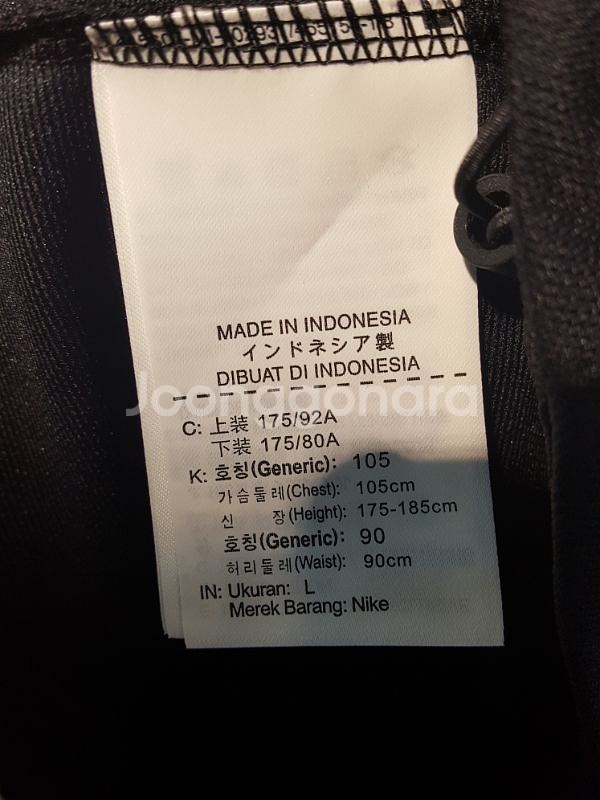 MADE IN INDONESIA
インドネシア製
DIBUAT DI INDONESIA
Joonggonara
C: 上装 175/92A
下装 175/80A
K: 호칭(Generic): 105
가슴둘레(Chest): 105cm
신 장(Height): 175-185cm
호칭(Generic): 90
허리둘레(Waist): 90cm
IN: Ukuran: L
Merek Barang: Nike